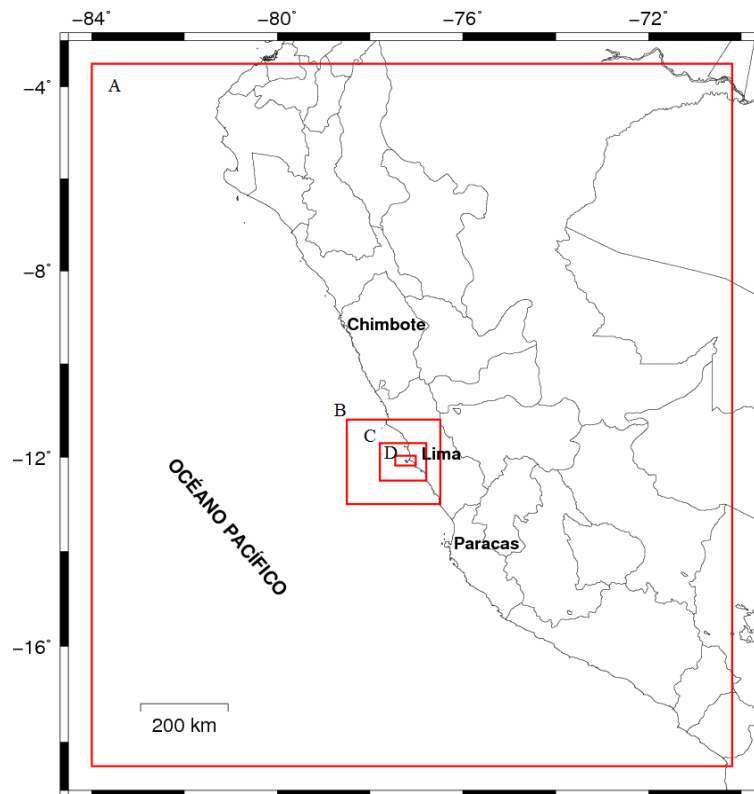 −84° −80° −76° −72°
−4°
A
−8°
Chimbote
B
C
D Lima
−12°
OCÉANO PACÍFICO
Paracas
−16°
200 km